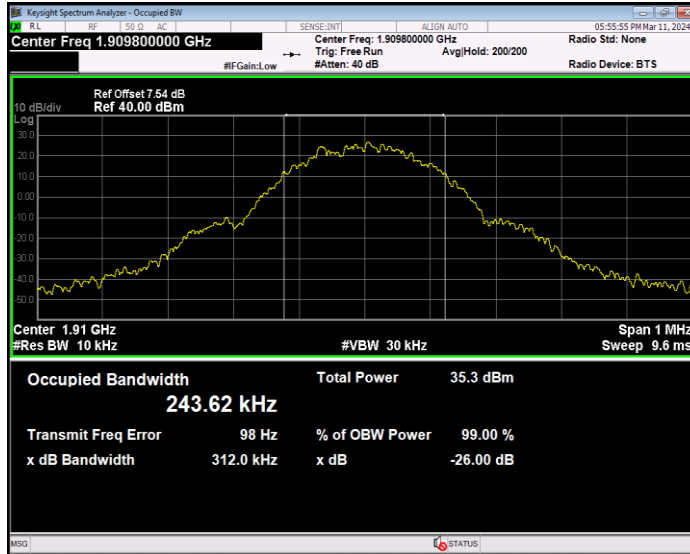 Keysight Spectrum Analyzer - Occupied BW
RL RF 50 Ω AC SENSE:INT ALIGN AUTO 05:55:55 PM Mar 11, 2024
Center Freq 1.909800000 GHz Center Freq: 1.909800000 GHz Radio Std: None
Trig: Free Run Avg|Hold: 200/200
#IFGain:Low #Atten: 40 dB Radio Device: BTS
Ref Offset 7.54 dB
10 dB/div Ref 40.00 dBm
Log
30.0
20.0
10.0
0.00
-10.0
-20.0
-30.0
-40.0
-50.0
Center 1.91 GHz Span 1 MHz
#Res BW 10 kHz #VBW 30 kHz Sweep 9.6 ms
Occupied Bandwidth Total Power 35.3 dBm
243.62 kHz
Transmit Freq Error 98 Hz % of OBW Power 99.00 %
x dB Bandwidth 312.0 kHz x dB -26.00 dB
MSG STATUS